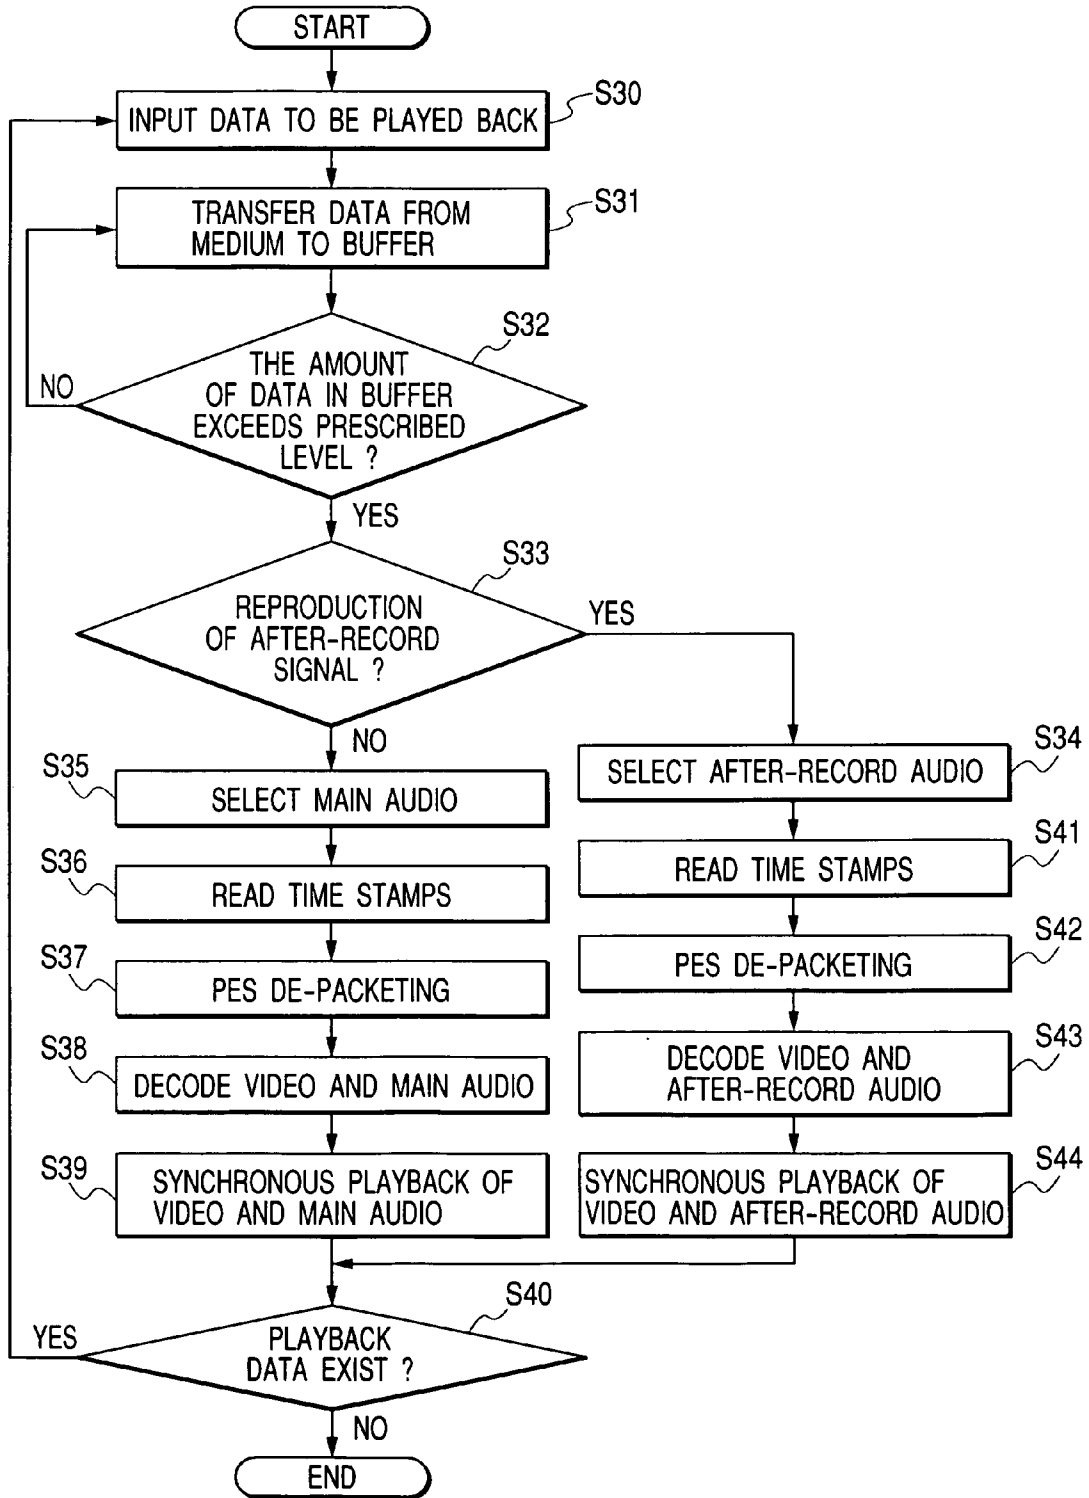 START
INPUT DATA TO BE PLAYED BACK
S30
TRANSFER DATA FROM
MEDIUM TO BUFFER
S31
S32
THE AMOUNT
OF DATA IN BUFFER
EXCEEDS PRESCRIBED
LEVEL ?
NO
YES
S33
REPRODUCTION
OF AFTER-RECORD
SIGNAL ?
YES
NO
S35
SELECT MAIN AUDIO
S36
READ TIME STAMPS
S37
PES DE-PACKETING
S38
DECODE VIDEO AND MAIN AUDIO
S39
SYNCHRONOUS PLAYBACK OF
VIDEO AND MAIN AUDIO
S34
SELECT AFTER-RECORD AUDIO
S41
READ TIME STAMPS
S42
PES DE-PACKETING
S43
DECODE VIDEO AND
AFTER-RECORD AUDIO
S44
SYNCHRONOUS PLAYBACK OF
VIDEO AND AFTER-RECORD AUDIO
S40
YES
PLAYBACK
DATA EXIST ?
NO
END